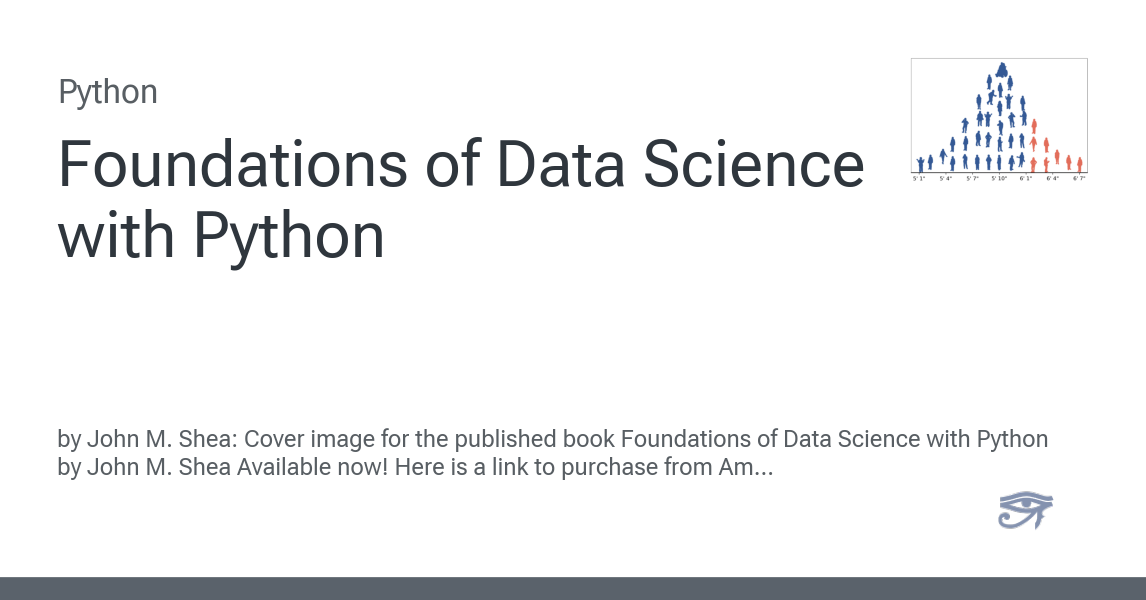 Python
Foundations of Data Science
with Python
5' 1" 5' 4" 5' 7" 5' 10" 6' 1" 6' 4" 6' 7"
by John M. Shea: Cover image for the published book Foundations of Data Science with Python
by John M. Shea Available now! Here is a link to purchase from Am...